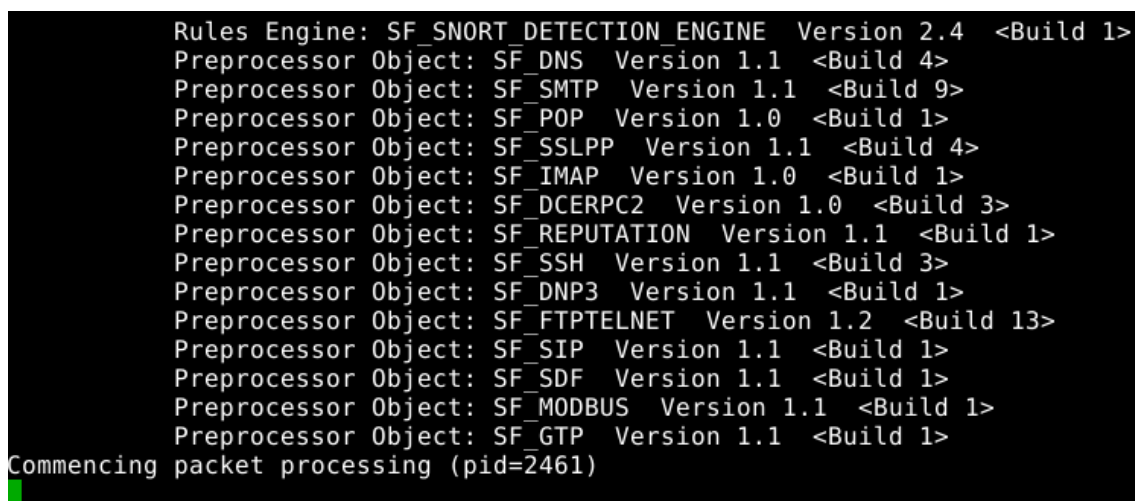 Rules Engine: SF_SNORT_DETECTION_ENGINE  Version 2.4  <Build 1>
Preprocessor Object: SF_DNS  Version 1.1  <Build 4>
Preprocessor Object: SF_SMTP  Version 1.1  <Build 9>
Preprocessor Object: SF_POP  Version 1.0  <Build 1>
Preprocessor Object: SF_SSLPP  Version 1.1  <Build 4>
Preprocessor Object: SF_IMAP  Version 1.0  <Build 1>
Preprocessor Object: SF_DCERPC2  Version 1.0  <Build 3>
Preprocessor Object: SF_REPUTATION  Version 1.1  <Build 1>
Preprocessor Object: SF_SSH  Version 1.1  <Build 3>
Preprocessor Object: SF_DNP3  Version 1.1  <Build 1>
Preprocessor Object: SF_FTPTELNET  Version 1.2  <Build 13>
Preprocessor Object: SF_SIP  Version 1.1  <Build 1>
Preprocessor Object: SF_SDF  Version 1.1  <Build 1>
Preprocessor Object: SF_MODBUS  Version 1.1  <Build 1>
Preprocessor Object: SF_GTP  Version 1.1  <Build 1>
Commencing packet processing (pid=2461)